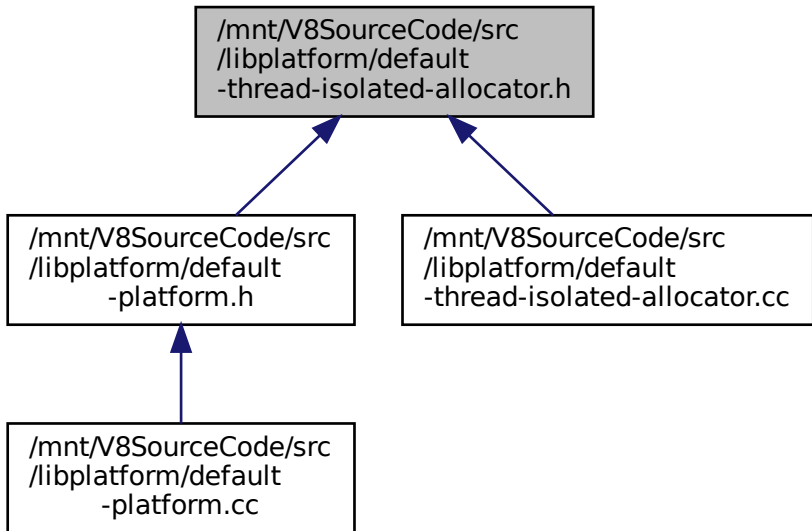 /mnt/V8SourceCode/src
/libplatform/default
-thread-isolated-allocator.h
/mnt/V8SourceCode/src
/libplatform/default
-platform.h
/mnt/V8SourceCode/src
/libplatform/default
-thread-isolated-allocator.cc
/mnt/V8SourceCode/src
/libplatform/default
-platform.cc